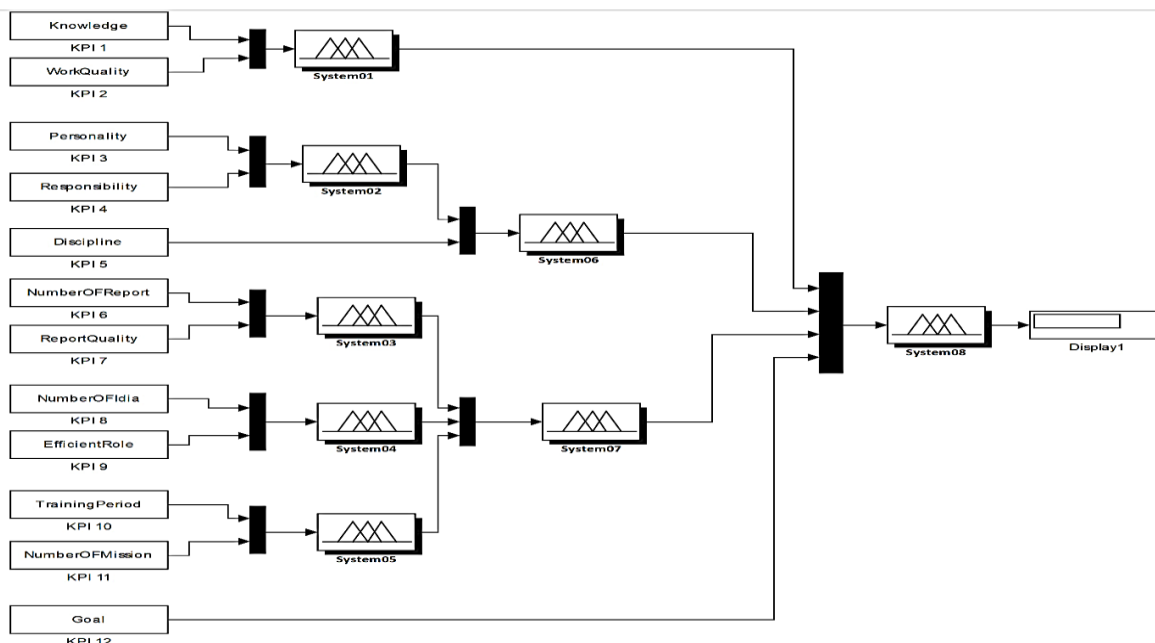 Knowledge
KPI 1
System01
WorkQuality
KPI 2
Personality
KPI 3
System02
Responsibility
KPI 4
Discipline
KPI 5
System06
NumberOFReport
KPI 6
System03
ReportQuality
KPI 7
System08
Display1
NumberOFIdia
KPI 8
System04
System07
EfficientRole
KPI 9
TrainingPeriod
KPI 10
System05
NumberOFMission
KPI 11
Goal
KPI 12